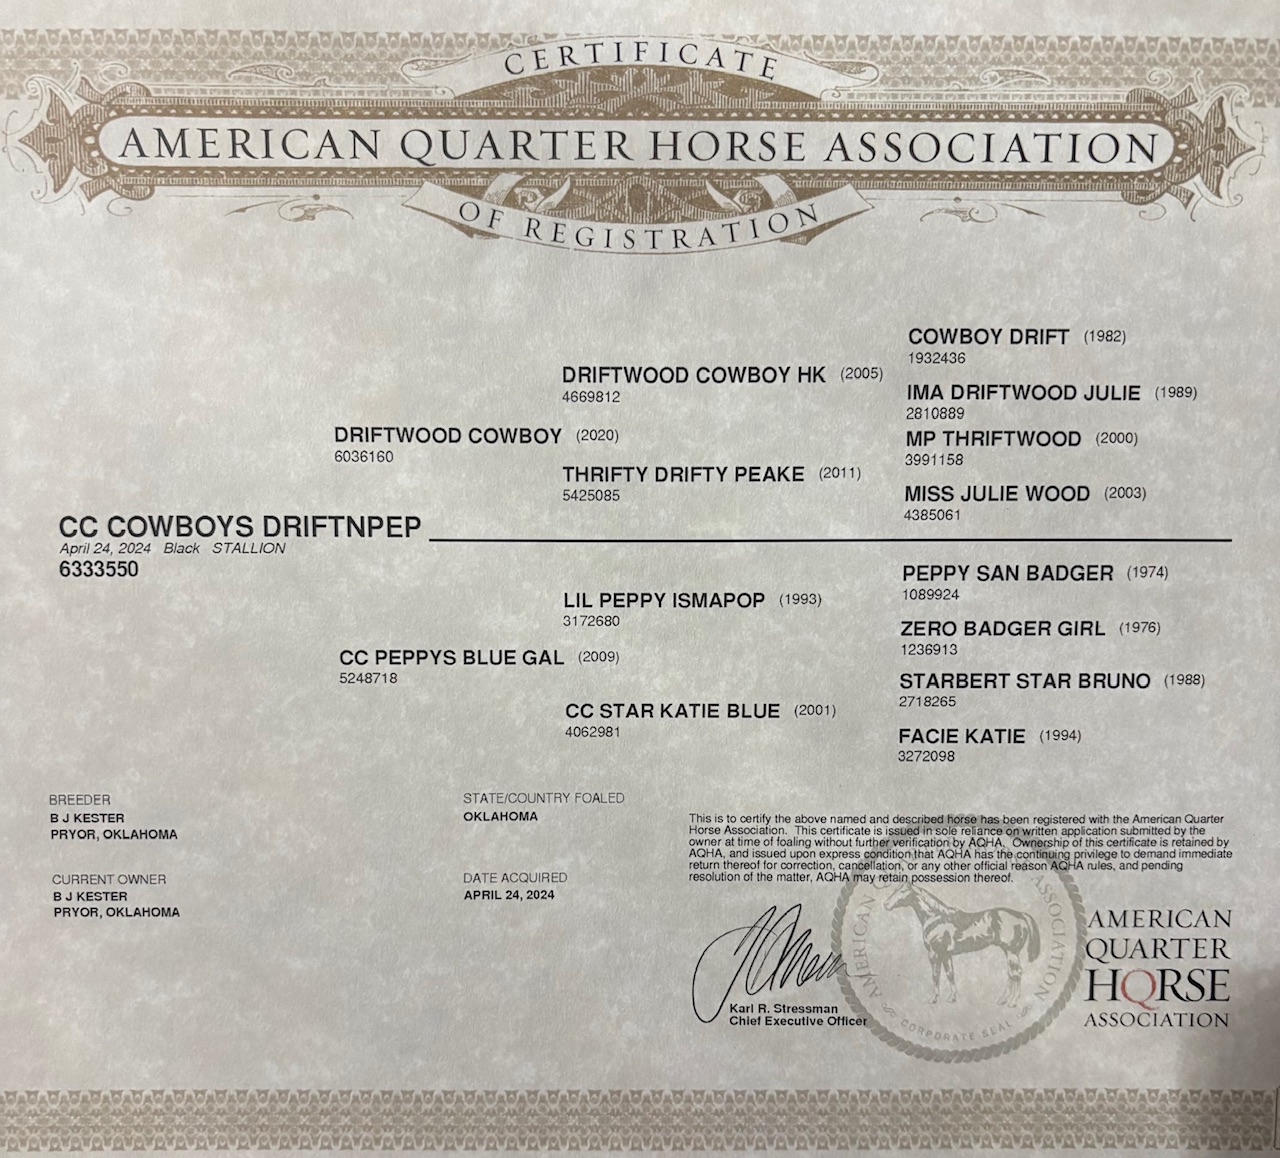 CERTIFICATE
AMERICAN QUARTER HORSE ASSOCIATION
OF REGISTRATION
COWBOY DRIFT (1982)
1932436
DRIFTWOOD COWBOY HK (2005)
4669812
IMA DRIFTWOOD JULIE (1989)
2810889
DRIFTWOOD COWBOY (2020)
6036160
MP THRIFTWOOD (2000)
3991158
THRIFTY DRIFTY PEAKE (2011)
5425085
MISS JULIE WOOD (2003)
4385061
CC COWBOYS DRIFTNPEP
April 24, 2024 Black STALLION
6333550
PEPPY SAN BADGER (1974)
1089924
LIL PEPPY ISMAPOP (1993)
3172680
ZERO BADGER GIRL (1976)
1236913
CC PEPPYS BLUE GAL (2009)
5248718
STARBERT STAR BRUNO (1988)
2718265
CC STAR KATIE BLUE (2001)
4062981
FACIE KATIE (1994)
3272098
BREEDER
B J KESTER
PRYOR, OKLAHOMA
STATE/COUNTRY FOALED
OKLAHOMA
CURRENT OWNER
B J KESTER
PRYOR, OKLAHOMA
DATE ACQUIRED
APRIL 24, 2024
This is to certify the above named and described horse has been registered with the American Quarter
Horse Association. This certificate is issued in sole reliance on written application submitted by the
owner at time of foaling without further verification by AQHA. Ownership of this certificate is retained by
AQHA, and issued upon express condition that AQHA has the continuing privilege to demand immediate
return thereof for correction, cancellation, or any other official reason AQHA rules, and pending
resolution of the matter, AQHA may retain possession thereof.
Karl R. Stressman
Chief Executive Officer
AMERICAN ASSOCIATION
CORPORATE SEAL
AMERICAN
QUARTER
HORSE
ASSOCIATION